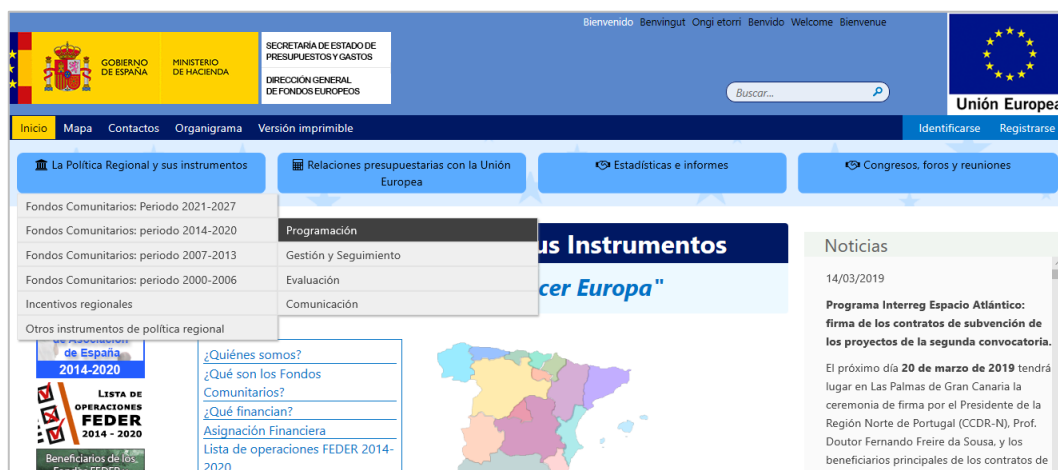 Bienvenido Benvingut Ongi etorri Benvido Welcome Bienvenue
GOBIERNO
DE ESPAÑA
MINISTERIO
DE HACIENDA
SECRETARÍA DE ESTADO DE
PRESUPUESTOS Y GASTOS
DIRECCIÓN GENERAL
DE FONDOS EUROPEOS
Buscar...
Unión Europea
Inicio Mapa Contactos Organigrama Versión imprimible
Identificarse Registrarse
La Política Regional y sus instrumentos
Relaciones presupuestarias con la Unión
Europea
Estadísticas e informes
Congresos, foros y reuniones
Fondos Comunitarios: Periodo 2021-2027
Fondos Comunitarios: periodo 2014-2020
Fondos Comunitarios: periodo 2007-2013
Fondos Comunitarios: periodo 2000-2006
Incentivos regionales
Otros instrumentos de política regional
Programación
Gestión y Seguimiento
Evaluación
Comunicación
us Instrumentos
cer Europa"
de Asociación
de España
2014-2020
LISTA DE
OPERACIONES
FEDER
2014 - 2020
Beneficiarios de los
¿Quiénes somos?
¿Qué son los Fondos
Comunitarios?
¿Qué financian?
Asignación Financiera
Lista de operaciones FEDER 2014-
2020
Noticias
14/03/2019
Programa Interreg Espacio Atlántico:
firma de los contratos de subvención de
los proyectos de la segunda convocatoria.
El próximo día 20 de marzo de 2019 tendrá
lugar en Las Palmas de Gran Canaria la
ceremonia de firma por el Presidente de la
Región Norte de Portugal (CCDR-N), Prof.
Doutor Fernando Freire da Sousa, y los
beneficiarios principales de los contratos de